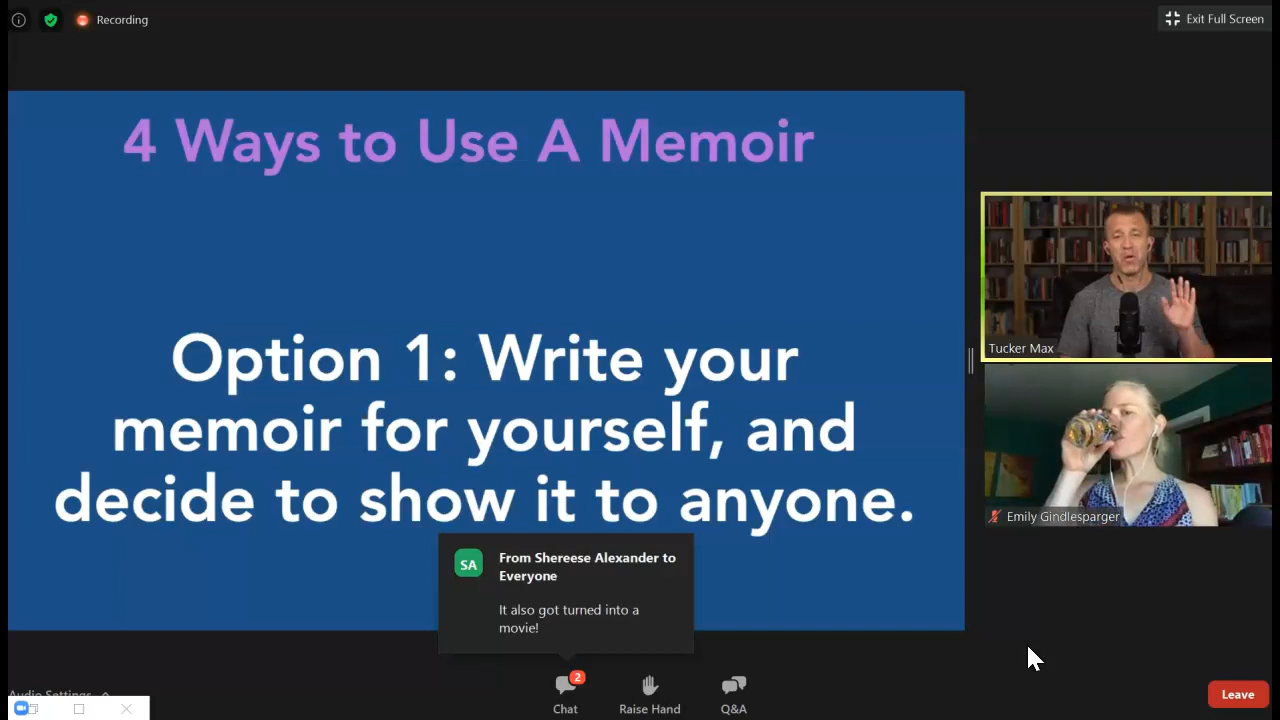 Recording
Exit Full Screen
4 Ways to Use A Memoir
Option 1: Write your
memoir for yourself, and
decide to show it to anyone.
Tucker Max
Emily Gindlesparger
SA
From Shereese Alexander to
Everyone
It also got turned into a
movie!
2
Chat
Raise Hand
Q&A
Audio Settings
Leave